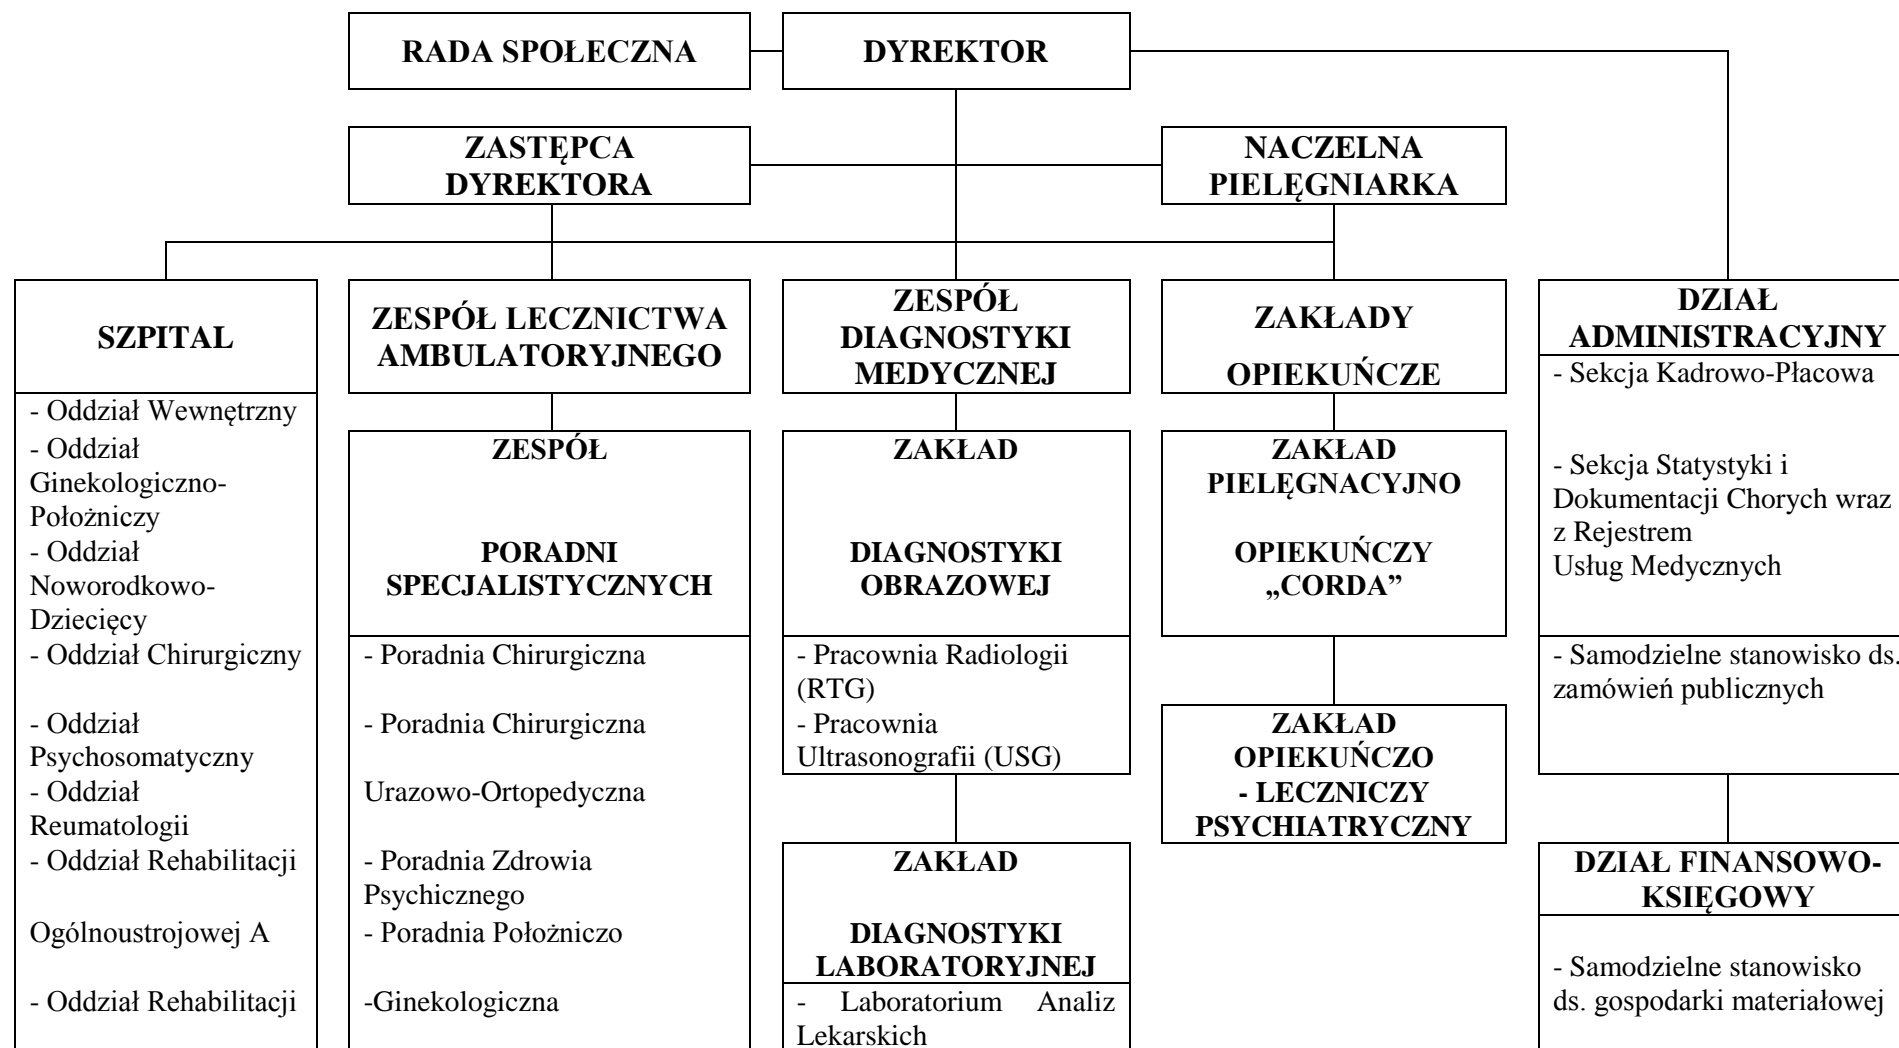 RADA SPOŁECZNA
DYREKTOR
ZASTĘPCA
DYREKTORA
NACZELNA
PIELĘGNIARKA
SZPITAL
- Oddział Wewnętrzny
- Oddział
Ginekologiczno-
Położniczy
- Oddział
Noworodkowo-
Dziecięcy
- Oddział Chirurgiczny
- Oddział
Psychosomatyczny
- Oddział
Reumatologii
- Oddział Rehabilitacji
Ogólnoustrojowej A
- Oddział Rehabilitacji
ZESPÓŁ LECZNICTWA
AMBULATORYJNEGO
ZESPÓŁ
PORADNI
SPECJALISTYCZNYCH
- Poradnia Chirurgiczna
- Poradnia Chirurgiczna
Urazowo-Ortopedyczna
- Poradnia Zdrowia
Psychicznego
- Poradnia Położniczo
-Ginekologiczna
ZESPÓŁ
DIAGNOSTYKI
MEDYCZNEJ
ZAKŁAD
DIAGNOSTYKI
OBRAZOWEJ
- Pracownia Radiologii
(RTG)
- Pracownia
Ultrasonografii (USG)
ZAKŁAD
DIAGNOSTYKI
LABORATORYJNEJ
- Laboratorium Analiz
Lekarskich
ZAKŁADY
OPIEKUŃCZE
ZAKŁAD
PIELĘGNACYJNO
OPIEKUŃCZY
„CORDA”
ZAKŁAD
OPIEKUŃCZO
- LECZNICZY
PSYCHIATRYCZNY
DZIAŁ
ADMINISTRACYJNY
- Sekcja Kadrowo-Płacowa
- Sekcja Statystyki i
Dokumentacji Chorych wraz
z Rejestrem
Usług Medycznych
- Samodzielne stanowisko ds.
zamówień publicznych
DZIAŁ FINANSOWO-
KSIĘGOWY
- Samodzielne stanowisko
ds. gospodarki materiałowej